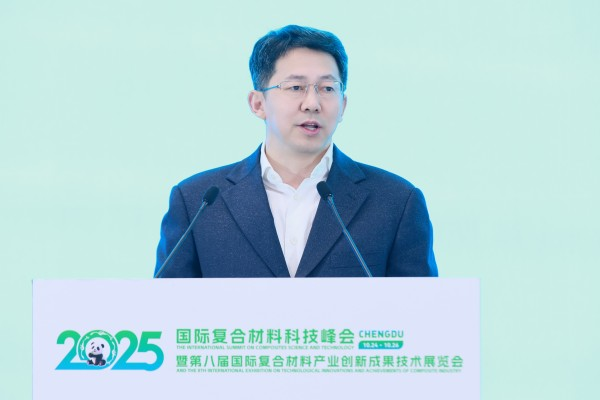 2025
国际复合材料科技峰会
CHENGDU
10.24 - 10.26
THE INTERNATIONAL SUMMIT ON COMPOSITES SCIENCE AND TECHNOLOGY
暨第八届国际复合材料产业创新成果技术展览会
AND THE 8TH INTERNATIONAL EXHIBITION ON TECHNOLOGICAL INNOVATIONS AND ACHIEVEMENTS OF COMPOSITE INDUSTRY